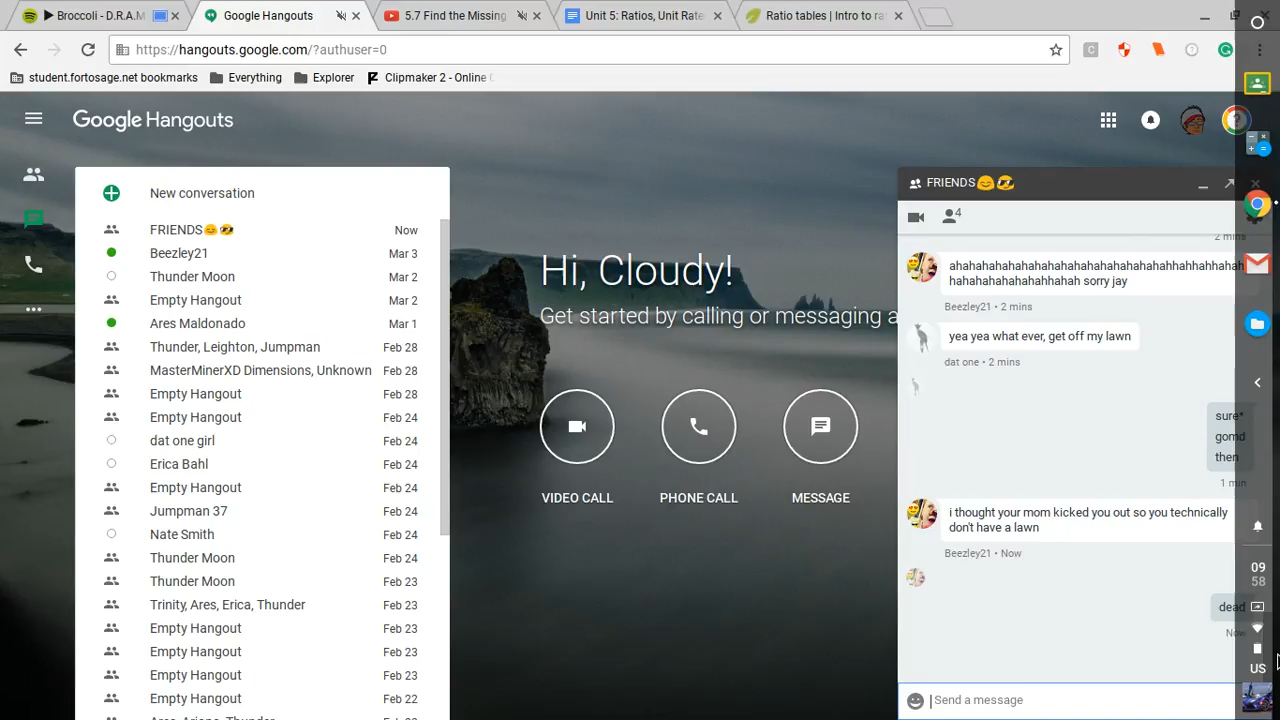 Broccoli - D.R.A.M
Google Hangouts
5.7 Find the Missing
Unit 5: Ratios, Unit Rate
Ratio tables | Intro to ra
https://hangouts.google.com/?authuser=0
student.fortosage.net bookmarks
Everything
Explorer
Clipmaker 2 - Online
Google Hangouts
New conversation
FRIENDS😊😎 Now
Beezley21 Mar 3
Thunder Moon Mar 2
Empty Hangout Mar 2
Ares Maldonado Mar 1
Thunder, Leighton, Jumpman Feb 28
MasterMinerXD Dimensions, Unknown Feb 28
Empty Hangout Feb 28
Empty Hangout Feb 24
dat one girl Feb 24
Erica Bahl Feb 24
Empty Hangout Feb 24
Jumpman 37 Feb 24
Nate Smith Feb 24
Thunder Moon Feb 24
Thunder Moon Feb 23
Trinity, Ares, Erica, Thunder Feb 23
Empty Hangout Feb 23
Empty Hangout Feb 23
Empty Hangout Feb 23
Empty Hangout Feb 22
Hi, Cloudy!
Get started by calling or messaging a
VIDEO CALL
PHONE CALL
MESSAGE
FRIENDS😊😎
4
2 mins
ahahahahahahahahahahahahahahahahahhahhahhahah
hahahahahahahahhahah sorry jay
Beezley21 • 2 mins
yea yea what ever, get off my lawn
dat one • 2 mins
sure*
gomd
then
1 min
i thought your mom kicked you out so you technically
don't have a lawn
Beezley21 • Now
dead
Now
Send a message
09
58
US